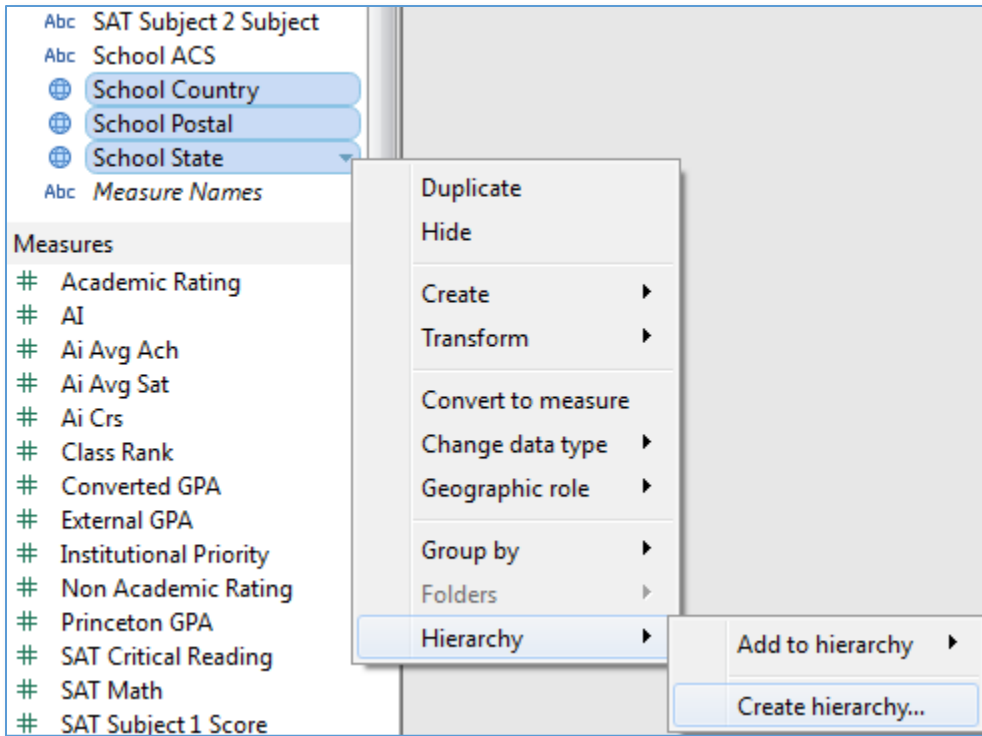 Abc SAT Subject 2 Subject
Abc School ACS
School Country
School Postal
School State
Abc Measure Names
Measures
# Academic Rating
# AI
# Ai Avg Ach
# Ai Avg Sat
# Ai Crs
# Class Rank
# Converted GPA
# External GPA
# Institutional Priority
# Non Academic Rating
# Princeton GPA
# SAT Critical Reading
# SAT Math
# SAT Subject 1 Score
Duplicate
Hide
Create
Transform
Convert to measure
Change data type
Geographic role
Group by
Folders
Hierarchy
Add to hierarchy
Create hierarchy...